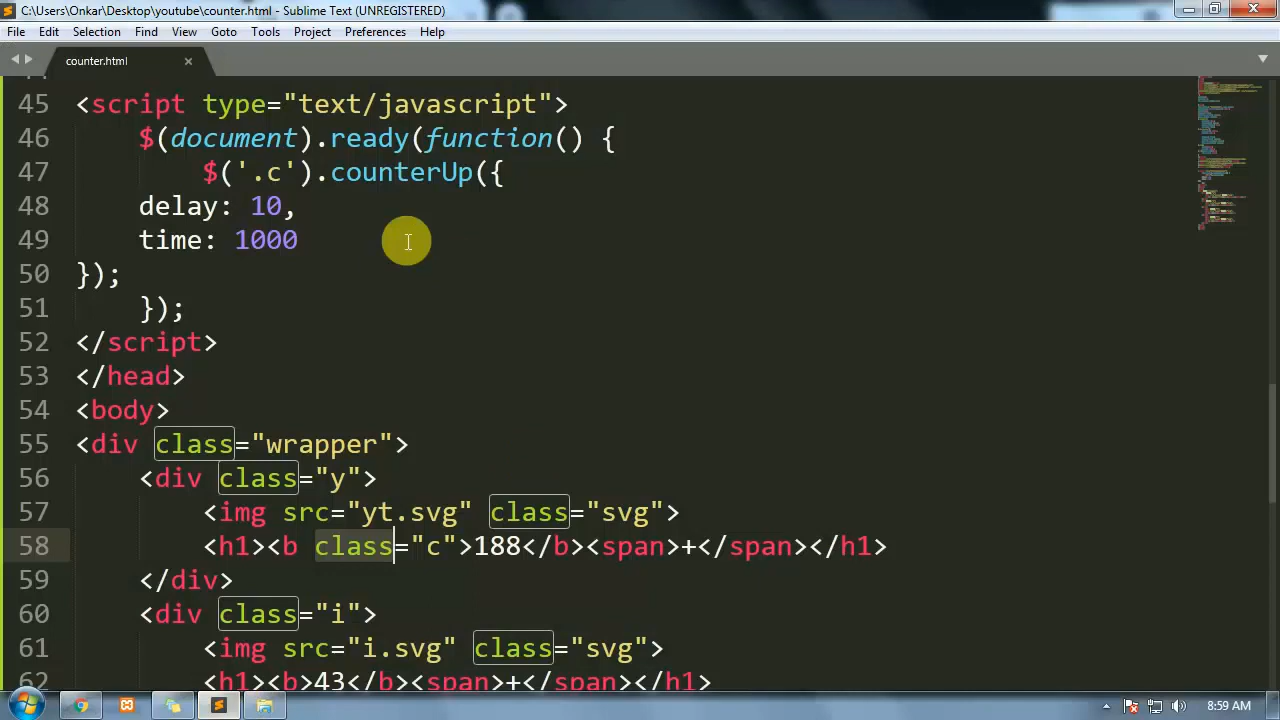 C:\Users\Onkar\Desktop\youtube\counter.html - Sublime Text (UNREGISTERED)
File Edit Selection Find View Goto Tools Project Preferences Help
counter.html
45 <script type="text/javascript">
46 $(document).ready(function() {
47 $('.c').counterUp({
48 delay: 10,
49 time: 1000
50 });
51 });
52 </script>
53 </head>
54 <body>
55 <div class="wrapper">
56 <div class="y">
57 <img src="yt.svg" class="svg">
58 <h1><b class="c">188</b><span>+</span></h1>
59 </div>
60 <div class="i">
61 <img src="i.svg" class="svg">
62 <h1><b>43</b><span>+</span></h1>
8:59 AM